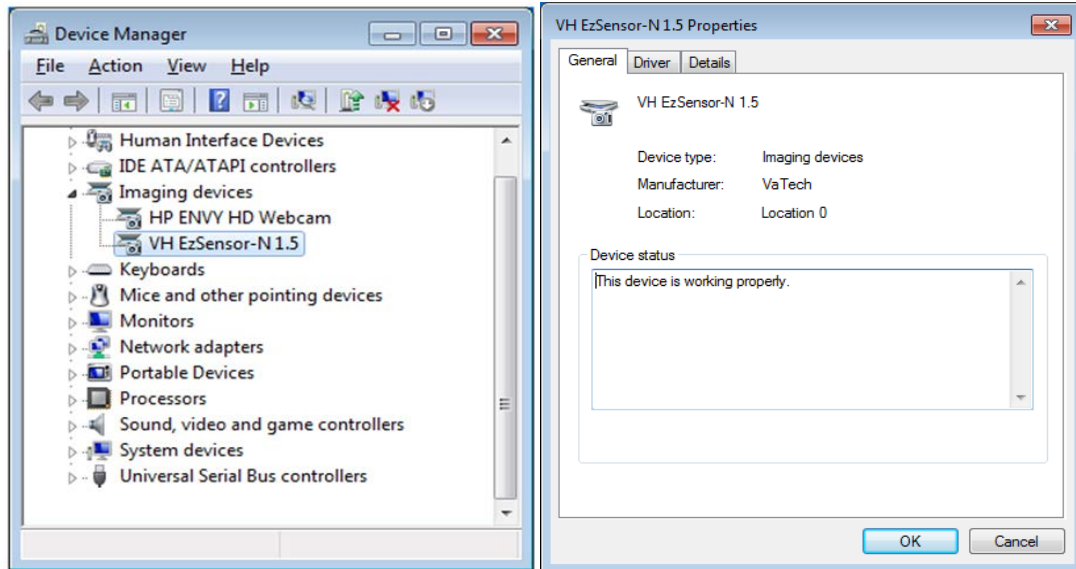 Device Manager
File Action View Help
Human Interface Devices
IDE ATA/ATAPI controllers
Imaging devices
HP ENVY HD Webcam
VH EzSensor-N 1.5
Keyboards
Mice and other pointing devices
Monitors
Network adapters
Portable Devices
Processors
Sound, video and game controllers
System devices
Universal Serial Bus controllers
VH EzSensor-N 1.5 Properties
General Driver Details
VH EzSensor-N 1.5
Device type: Imaging devices
Manufacturer: VaTech
Location: Location 0
Device status
This device is working properly.
OK Cancel